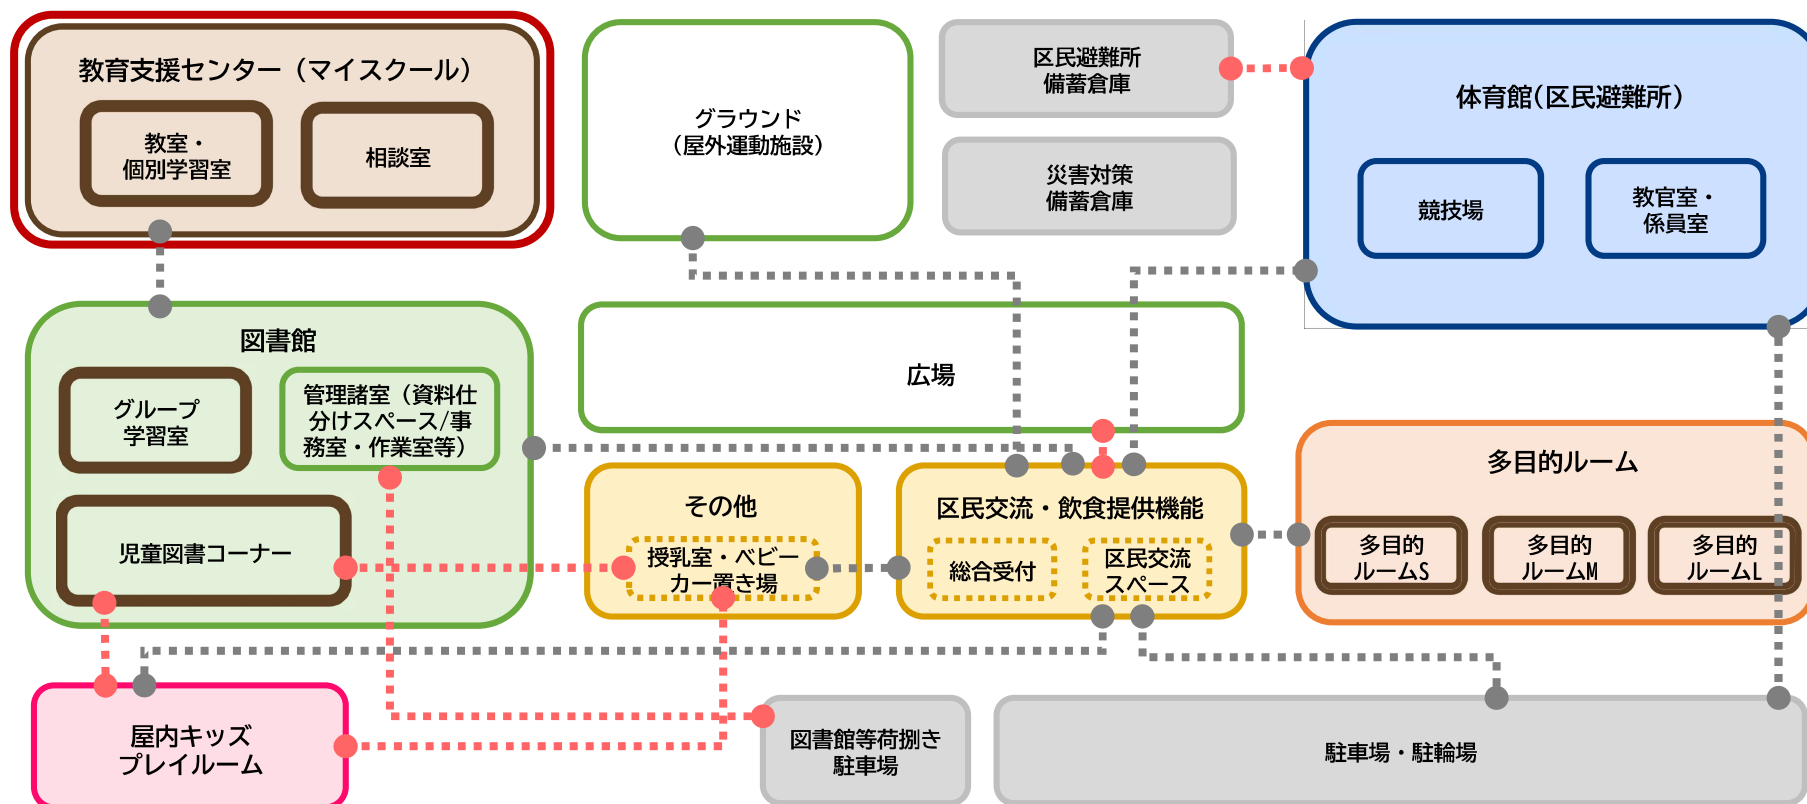 教育支援センター（マイスクール）
教室・
個別学習室
相談室
グラウンド
（屋外運動施設）
区民避難所
備蓄倉庫
災害対策
備蓄倉庫
体育館(区民避難所)
競技場
教官室・
係員室
図書館
グループ
学習室
管理諸室（資料仕
分けスペース/事
務室・作業室等）
児童図書コーナー
広場
その他
授乳室・ベビー
カー置き場
区民交流・飲食提供機能
総合受付
区民交流
スペース
多目的ルーム
多目的
ルームS
多目的
ルームM
多目的
ルームL
屋内キッズ
プレイルーム
図書館等荷捌き
駐車場
駐車場・駐輪場